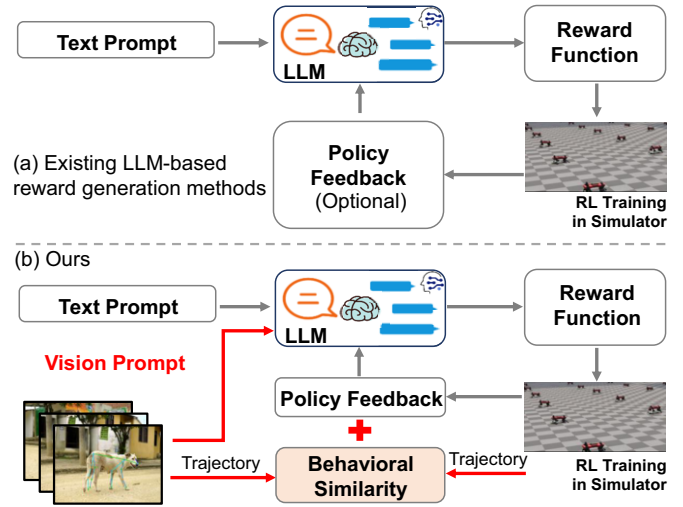 Text Prompt
LLM
Reward
Function
Policy
Feedback
(Optional)
RL Training
in Simulator
(a) Existing LLM-based
reward generation methods
(b) Ours
Text Prompt
LLM
Reward
Function
Vision Prompt
Policy Feedback
Trajectory
Behavioral
Similarity
Trajectory
RL Training
in Simulator